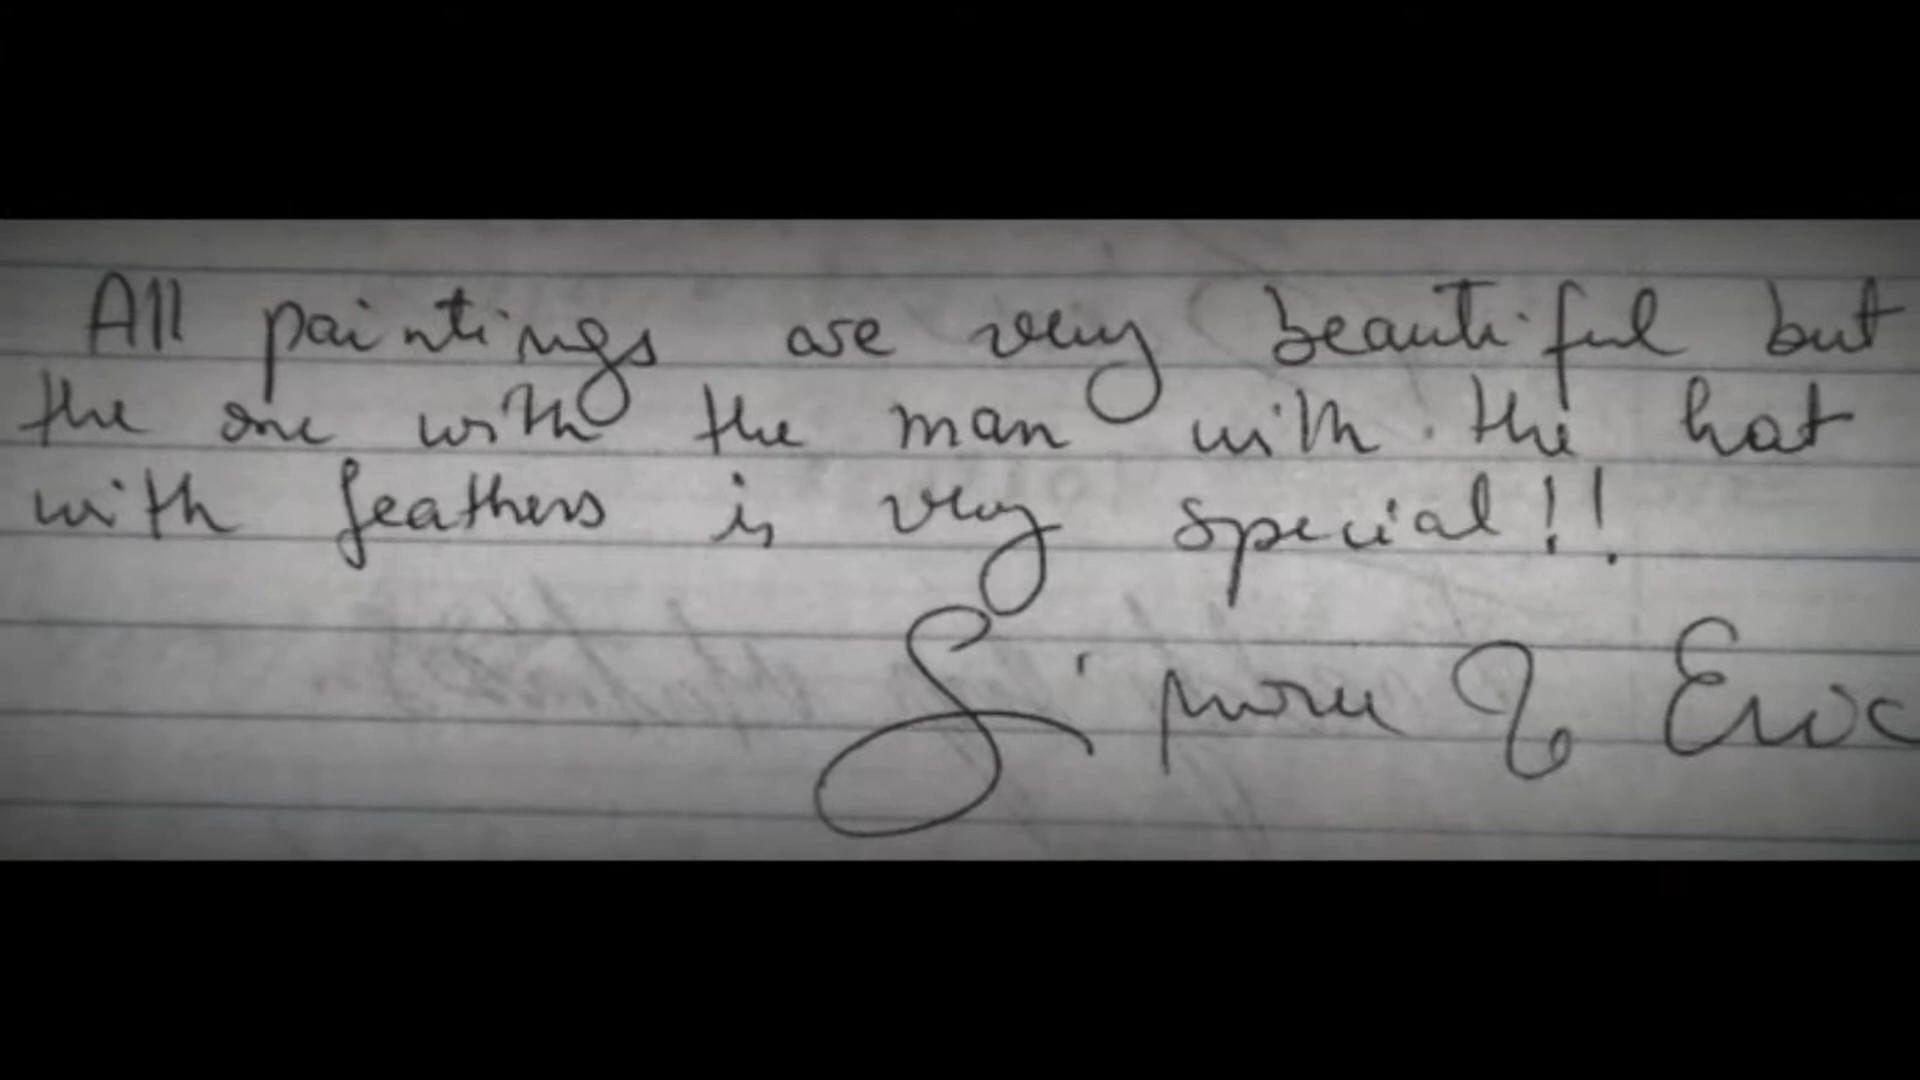 All paintings are very beautiful but
the one with the man with the hat
with feathers is very special!!
Simone & Eric